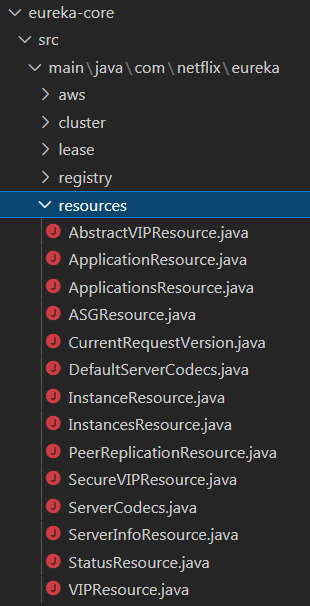 eureka-core
src
main\java\com\netflix\eureka
aws
cluster
lease
registry
resources
J AbstractVIPResource.java
J ApplicationResource.java
J ApplicationsResource.java
J ASGResource.java
J CurrentRequestVersion.java
J DefaultServerCodecs.java
J InstanceResource.java
J InstancesResource.java
J PeerReplicationResource.java
J SecureVIPResource.java
J ServerCodecs.java
J ServerInfoResource.java
J StatusResource.java
J VIPResource.java